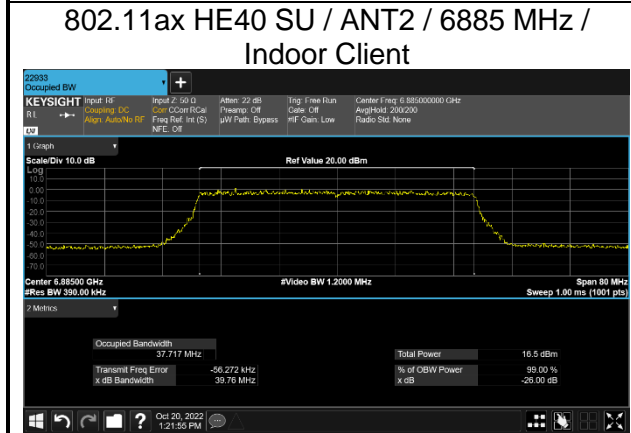 802.11ax HE40 SU / ANT2 / 6885 MHz /
Indoor Client
22933
Occupied BW
KEYSIGHT Input: RF Input Z: 50 Ω Atten: 22 dB Trig: Free Run Center Freq: 6.885000000 GHz
R L Coupling: DC Corr CCorr RCal Preamp: Off Gate: Off Avg|Hold: 200/200
Align: Auto/No RF Freq Ref: Int (S) µW Path: Bypass #IF Gain: Low Radio Std: None
NFE: Off
1 Graph
Scale/Div 10.0 dB Ref Value 20.00 dBm
Log
10.0
0.00
-10.0
-20.0
-30.0
-40.0
-50.0
-60.0
-70.0
Center 6.88500 GHz #Video BW 1.2000 MHz Span 80 MHz
#Res BW 390.00 kHz Sweep 1.00 ms (1001 pts)
2 Metrics
Occupied Bandwidth
37.717 MHz Total Power 16.5 dBm
Transmit Freq Error -56.272 kHz % of OBW Power 99.00 %
x dB Bandwidth 39.76 MHz x dB -26.00 dB
Oct 20, 2022
1:21:55 PM